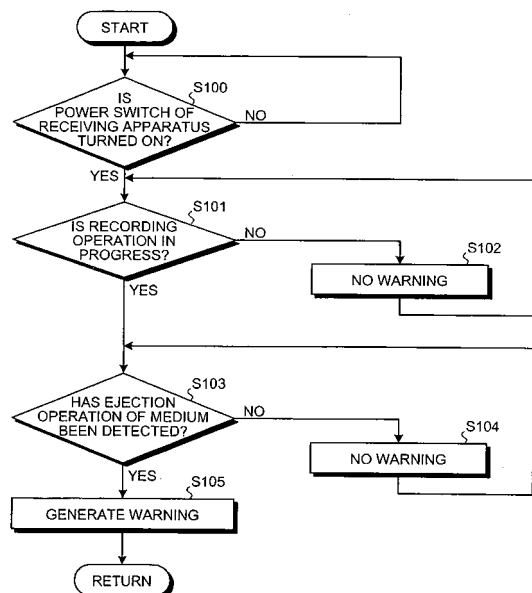 START
S100
IS
POWER SWITCH OF
RECEIVING APPARATUS
TURNED ON?
NO
YES
S101
IS RECORDING
OPERATION IN
PROGRESS?
NO
YES
S102
NO WARNING
S103
HAS EJECTION
OPERATION OF MEDIUM
BEEN DETECTED?
NO
YES
S104
NO WARNING
S105
GENERATE WARNING
RETURN